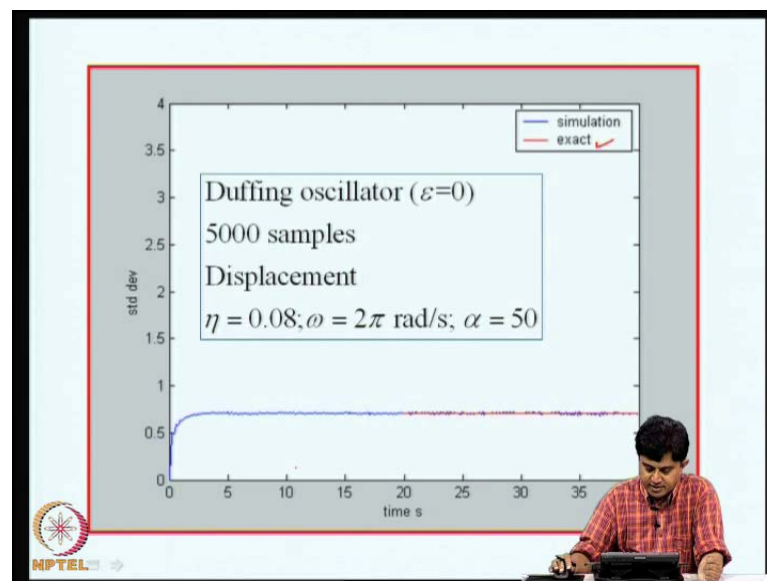 4
simulation
exact
3.5
3
Duffing oscillator (ε=0)
5000 samples
2.5
Displacement
2
η = 0.08; ω = 2π rad/s; α = 50
std dev
1.5
1
0.5
0
0 5 10 15 20 25 30 35
time s
NPTEL